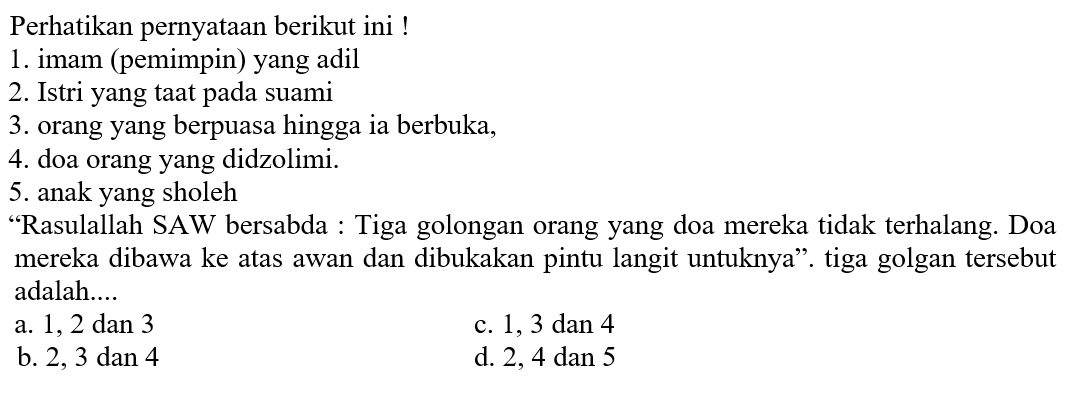 Perhatikan pernyataan berikut ini !
1. imam (pemimpin) yang adil
2. Istri yang taat pada suami
3. orang yang berpuasa hingga ia berbuka,
4. doa orang yang didzolimi.
5. anak yang sholeh
“Rasulallah SAW bersabda : Tiga golongan orang yang doa mereka tidak terhalang. Doa
mereka dibawa ke atas awan dan dibukakan pintu langit untuknya”. tiga golgan tersebut
adalah....
a. 1, 2 dan 3 c. 1, 3 dan 4
b. 2, 3 dan 4 d. 2, 4 dan 5